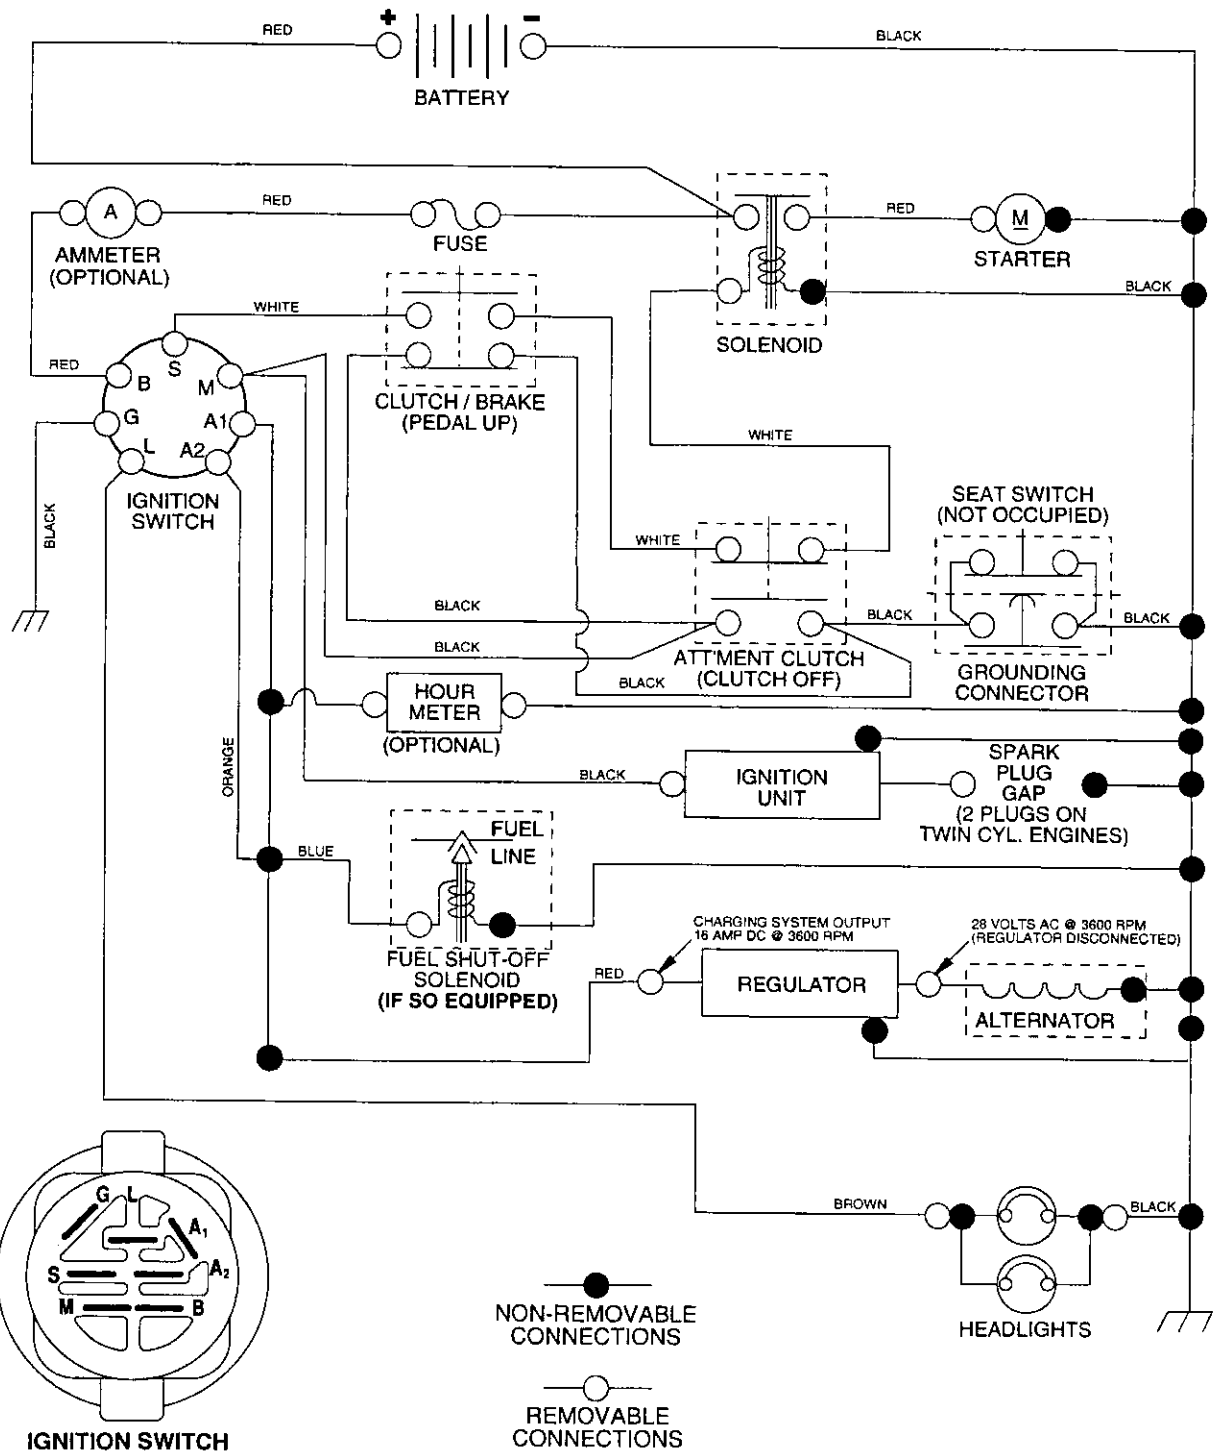 + -
RED
BLACK
BATTERY
A
RED
RED
M
AMMETER
(OPTIONAL)
FUSE
STARTER
WHITE
BLACK
SOLENOID
RED
S
B
M
G
A1
L
A2
CLUTCH / BRAKE
(PEDAL UP)
WHITE
IGNITION
SWITCH
BLACK
SEAT SWITCH
(NOT OCCUPIED)
WHITE
BLACK
BLACK
BLACK
BLACK
ATT'MENT CLUTCH
(CLUTCH OFF)
BLACK
GROUNDING
CONNECTOR
HOUR
METER
(OPTIONAL)
ORANGE
BLACK
IGNITION
UNIT
SPARK
PLUG
GAP
(2 PLUGS ON
TWIN CYL. ENGINES)
FUEL
LINE
BLUE
CHARGING SYSTEM OUTPUT
16 AMP DC @ 3600 RPM
28 VOLTS AC @ 3600 RPM
(REGULATOR DISCONNECTED)
FUEL SHUT-OFF
SOLENOID
(IF SO EQUIPPED)
RED
REGULATOR
ALTERNATOR
G L
A1
A2
S
M
B
BROWN
BLACK
NON-REMOVABLE
CONNECTIONS
HEADLIGHTS
REMOVABLE
CONNECTIONS
IGNITION SWITCH